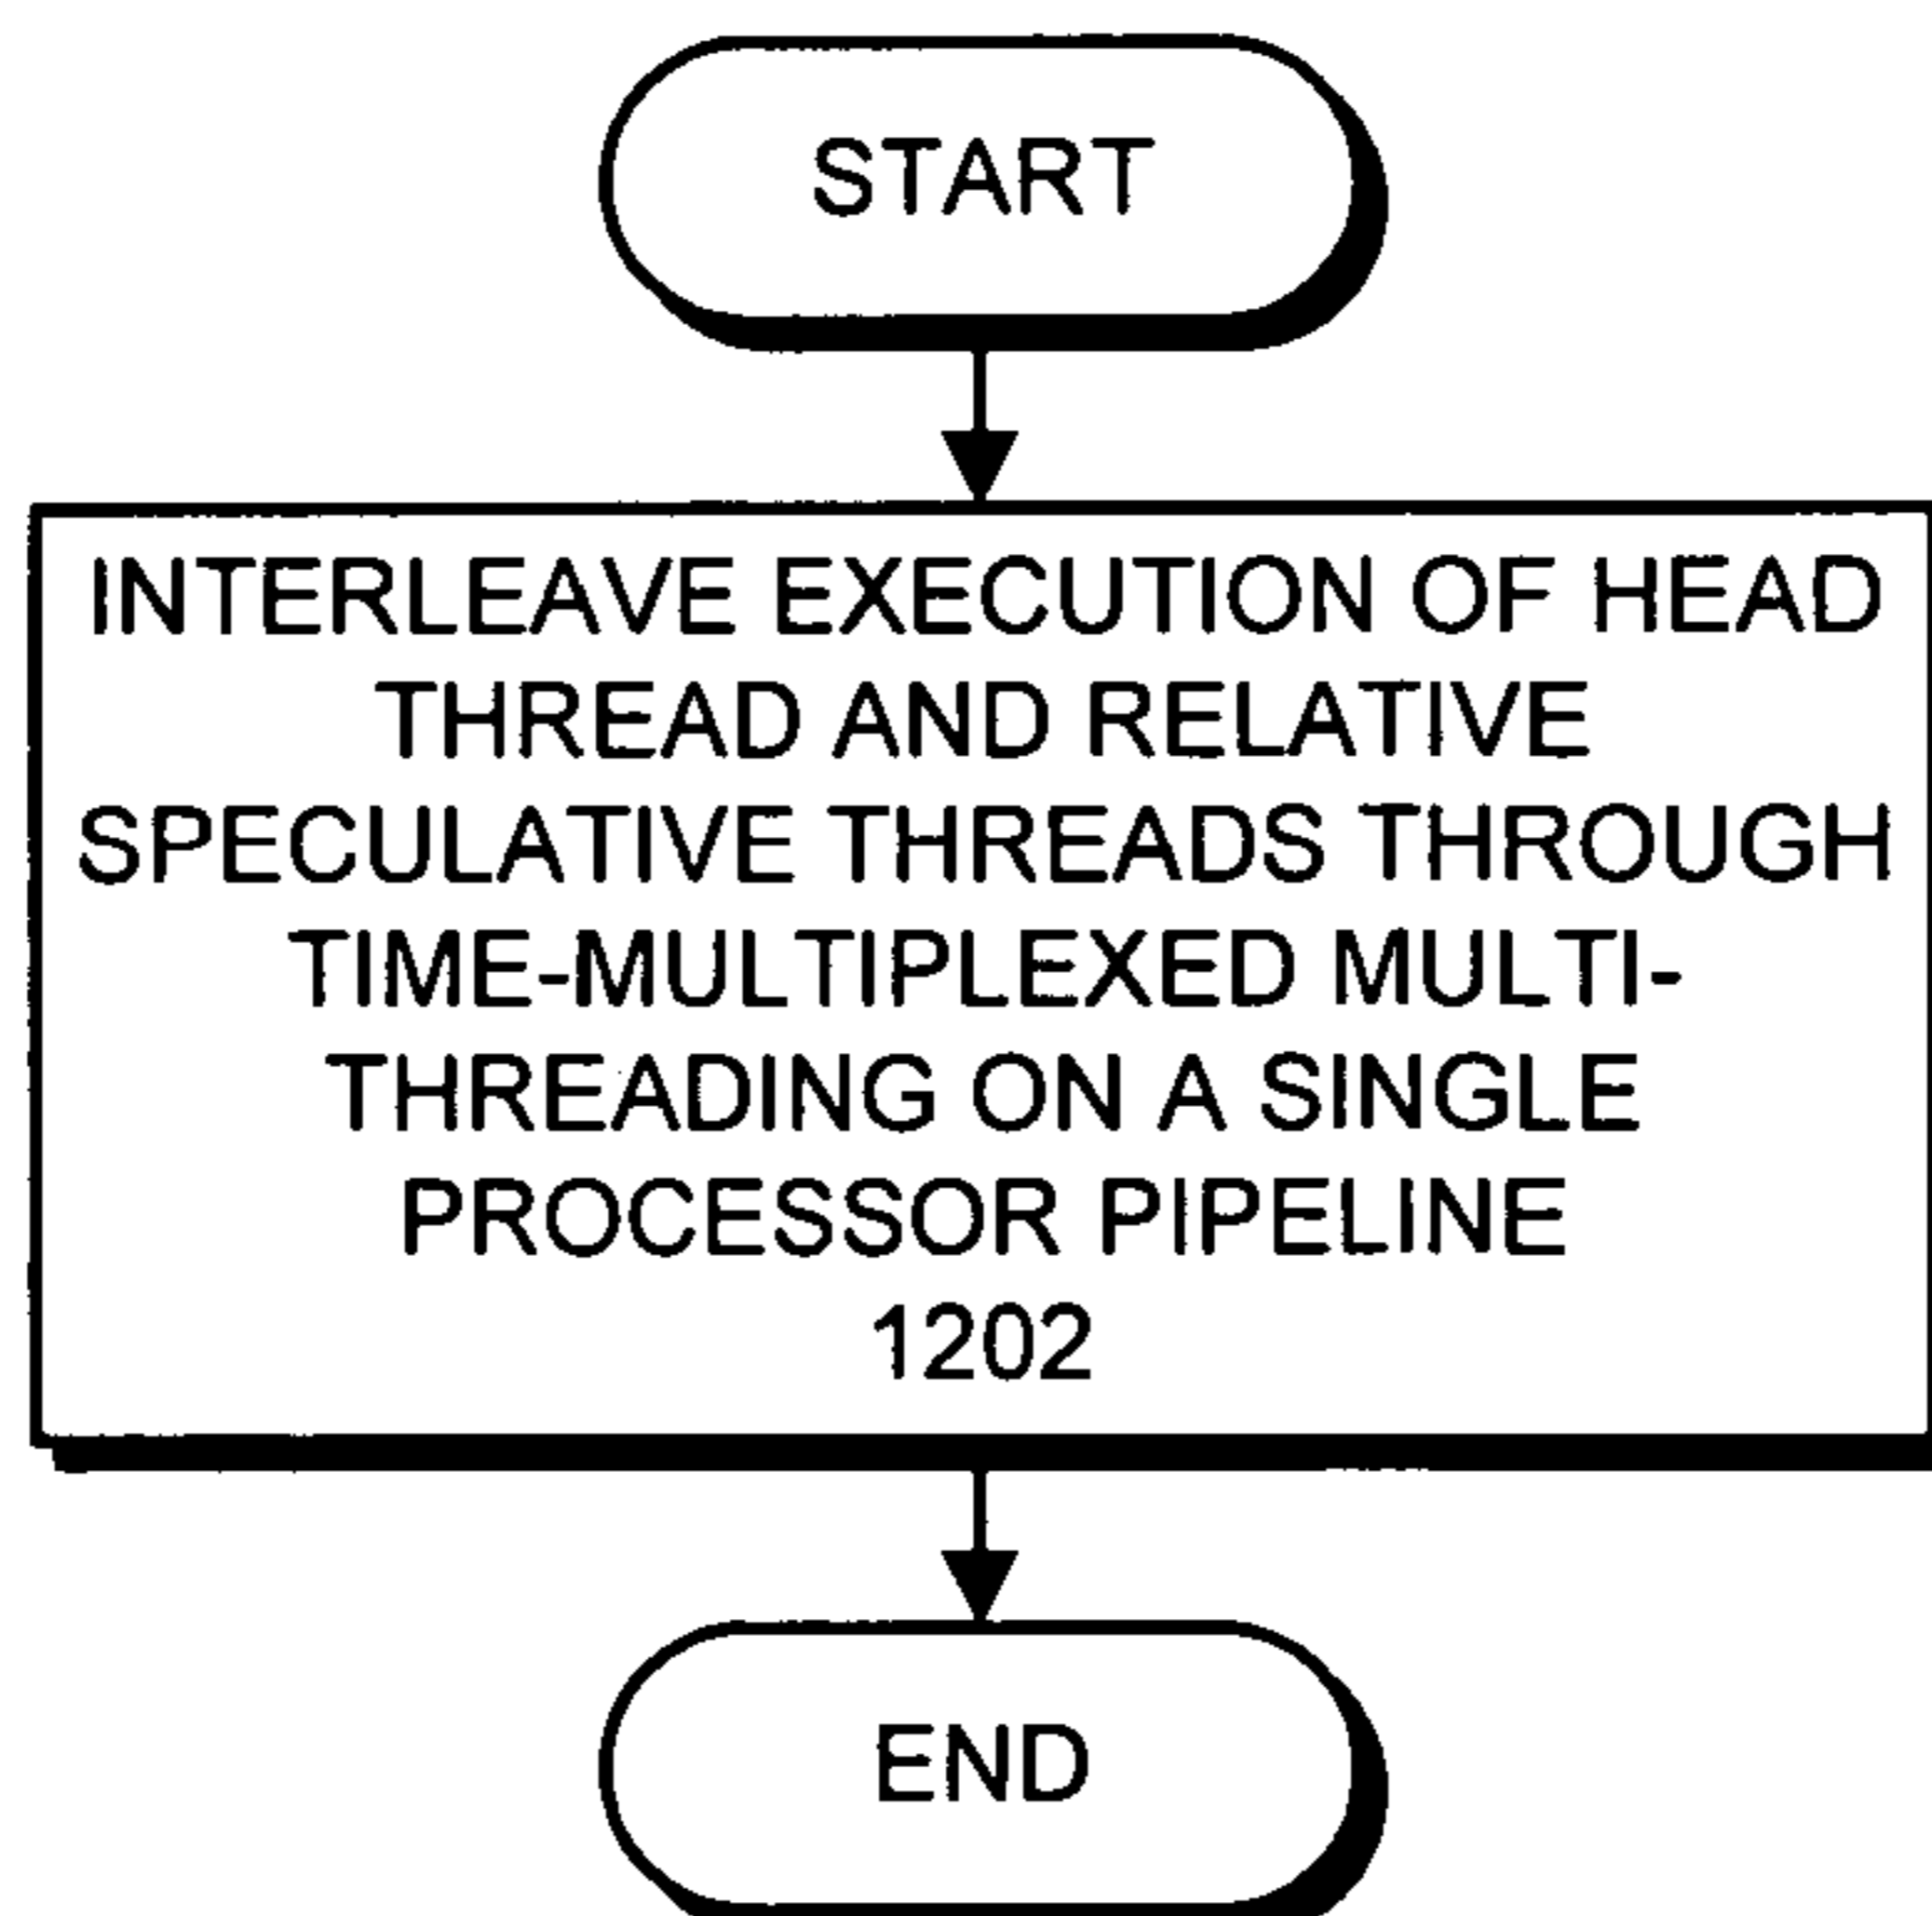 START
INTERLEAVE EXECUTION OF HEAD
THREAD AND RELATIVE
SPECULATIVE THREADS THROUGH
TIME-MULTIPLEXED MULTI-
THREADING ON A SINGLE
PROCESSOR PIPELINE
1202
END